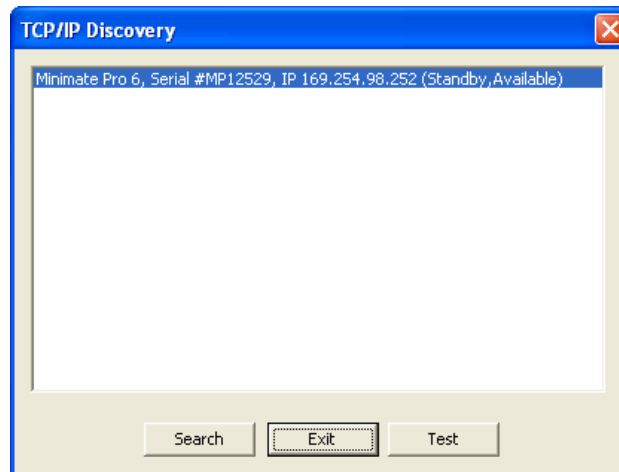 TCP/IP Discovery
Minimate Pro 6, Serial #MP12529, IP 169.254.98.252 (Standby,Available)
Search Exit Test